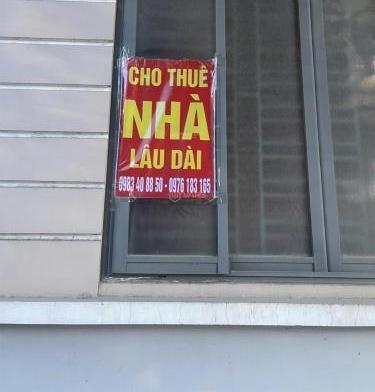 CHO THUÊ
NHÀ
LÂU DÀI
0983 40 88 50 - 0976 183 165